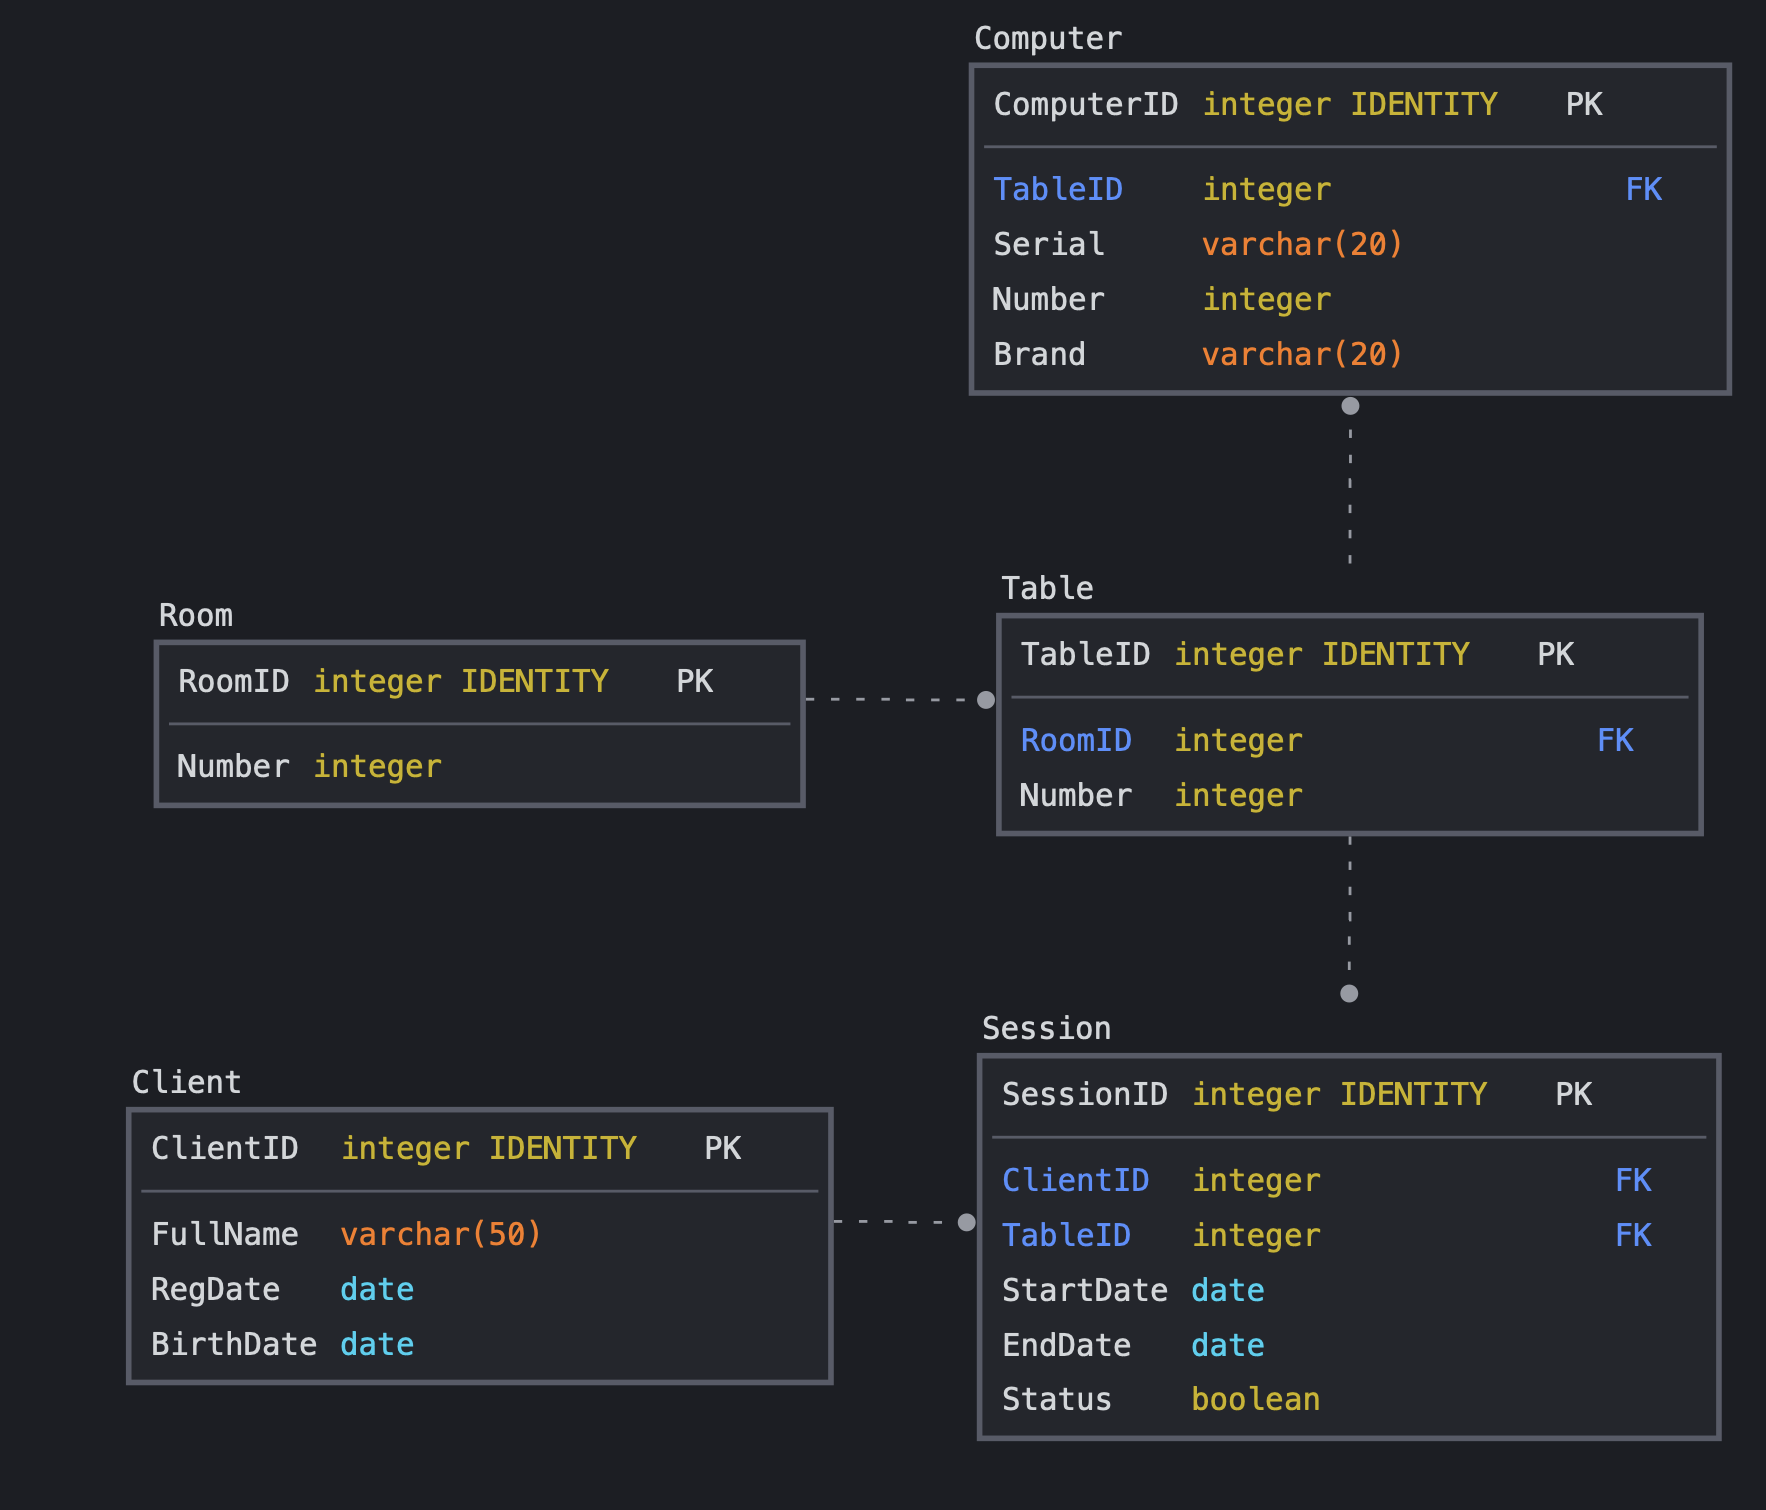 Computer
ComputerID integer IDENTITY PK
TableID integer FK
Serial varchar(20)
Number integer
Brand varchar(20)
Room
RoomID integer IDENTITY PK
Number integer
Table
TableID integer IDENTITY PK
RoomID integer FK
Number integer
Client
ClientID integer IDENTITY PK
FullName varchar(50)
RegDate date
BirthDate date
Session
SessionID integer IDENTITY PK
ClientID integer FK
TableID integer FK
StartDate date
EndDate date
Status boolean